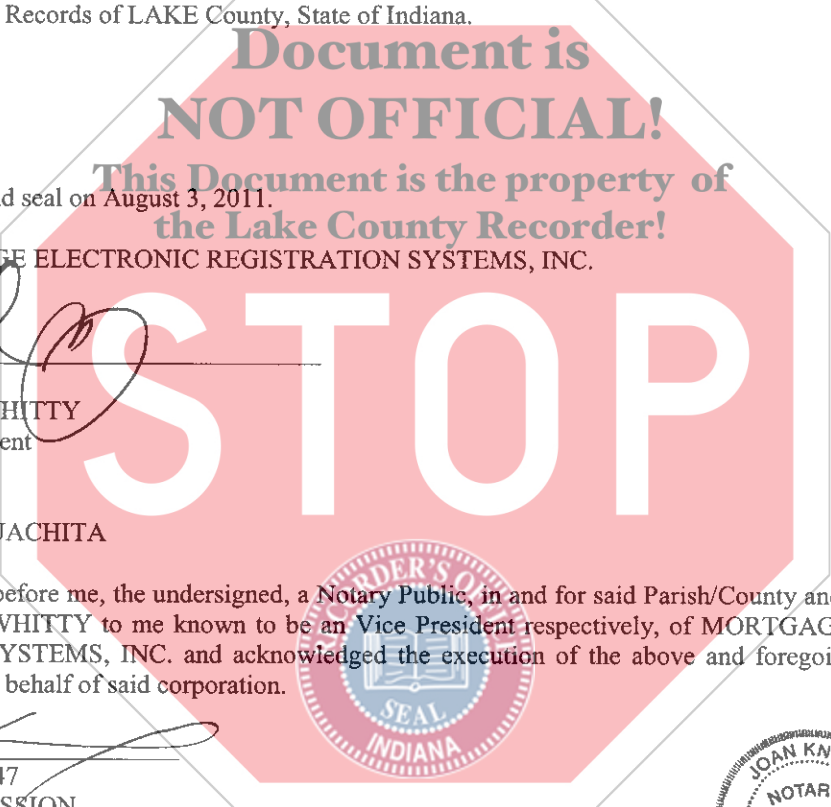 Records of LAKE County, State of Indiana.
Document is
NOT OFFICIAL!
This Document is the property of
d seal on August 3, 2011.
the Lake County Recorder!
GE ELECTRONIC REGISTRATION SYSTEMS, INC.
STOP
HITTY
ent
UACHITA
before me, the undersigned, a Notary Public, in and for said Parish/County and
WHITTY to me known to be an Vice President respectively, of MORTGAG
YSTEMS, INC. and acknowledged the execution of the above and foregoi
behalf of said corporation.
RECORDER'S OFFICE
SEAL
INDIANA
47
SSION
JOAN KN
NOTAR